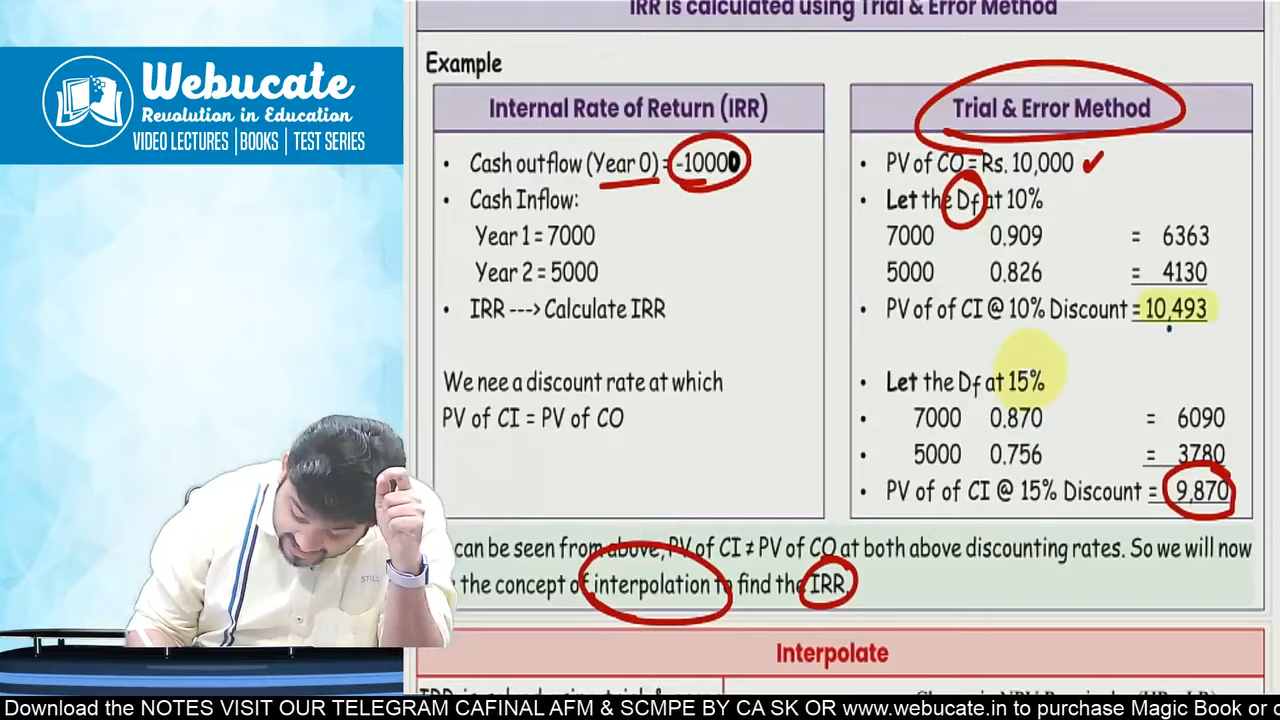 IRR is calculated using Trial & Error Method
Webucate
Revolution in Education
VIDEO LECTURES | BOOKS | TEST SERIES
Example
Internal Rate of Return (IRR)
• Cash outflow (Year 0) = -10000
• Cash Inflow:
Year 1 = 7000
Year 2 = 5000
• IRR ---> Calculate IRR
We nee a discount rate at which
PV of CI = PV of CO
Trial & Error Method
• PV of CO = Rs. 10,000
• Let the Df at 10%
7000 0.909 = 6363
5000 0.826 = 4130
• PV of of CI @ 10% Discount = 10,493
• Let the Df at 15%
• 7000 0.870 = 6090
• 5000 0.756 = 3780
• PV of of CI @ 15% Discount = 9,870
can be seen from above, PV of CI ≠ PV of CO at both above discounting rates. So we will now
the concept of interpolation to find the IRR.
STILL
Interpolate
Download the NOTES VISIT OUR TELEGRAM CAFINAL AFM & SCMPE BY CA SK OR www.webucate.in to purchase Magic Book or